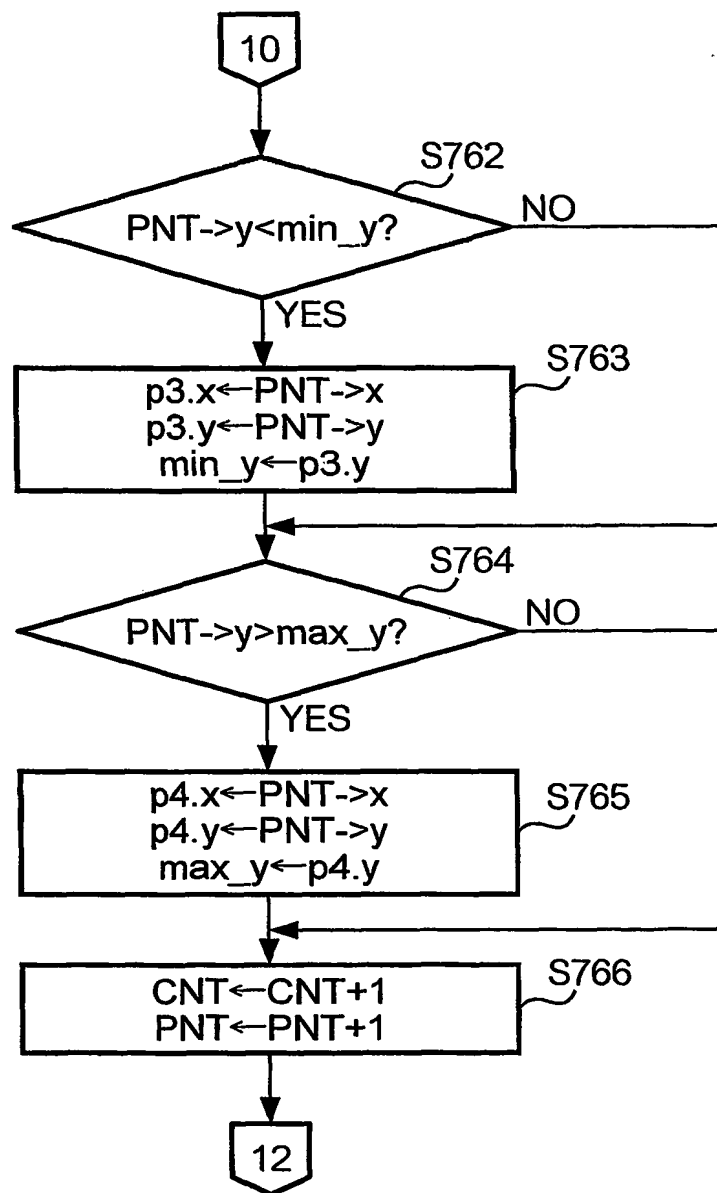 10
S762
PNT->y<min_y?
NO
YES
S763
p3.x←PNT->x
p3.y←PNT->y
min_y←p3.y
S764
PNT->y>max_y?
NO
YES
S765
p4.x←PNT->x
p4.y←PNT->y
max_y←p4.y
S766
CNT←CNT+1
PNT←PNT+1
12